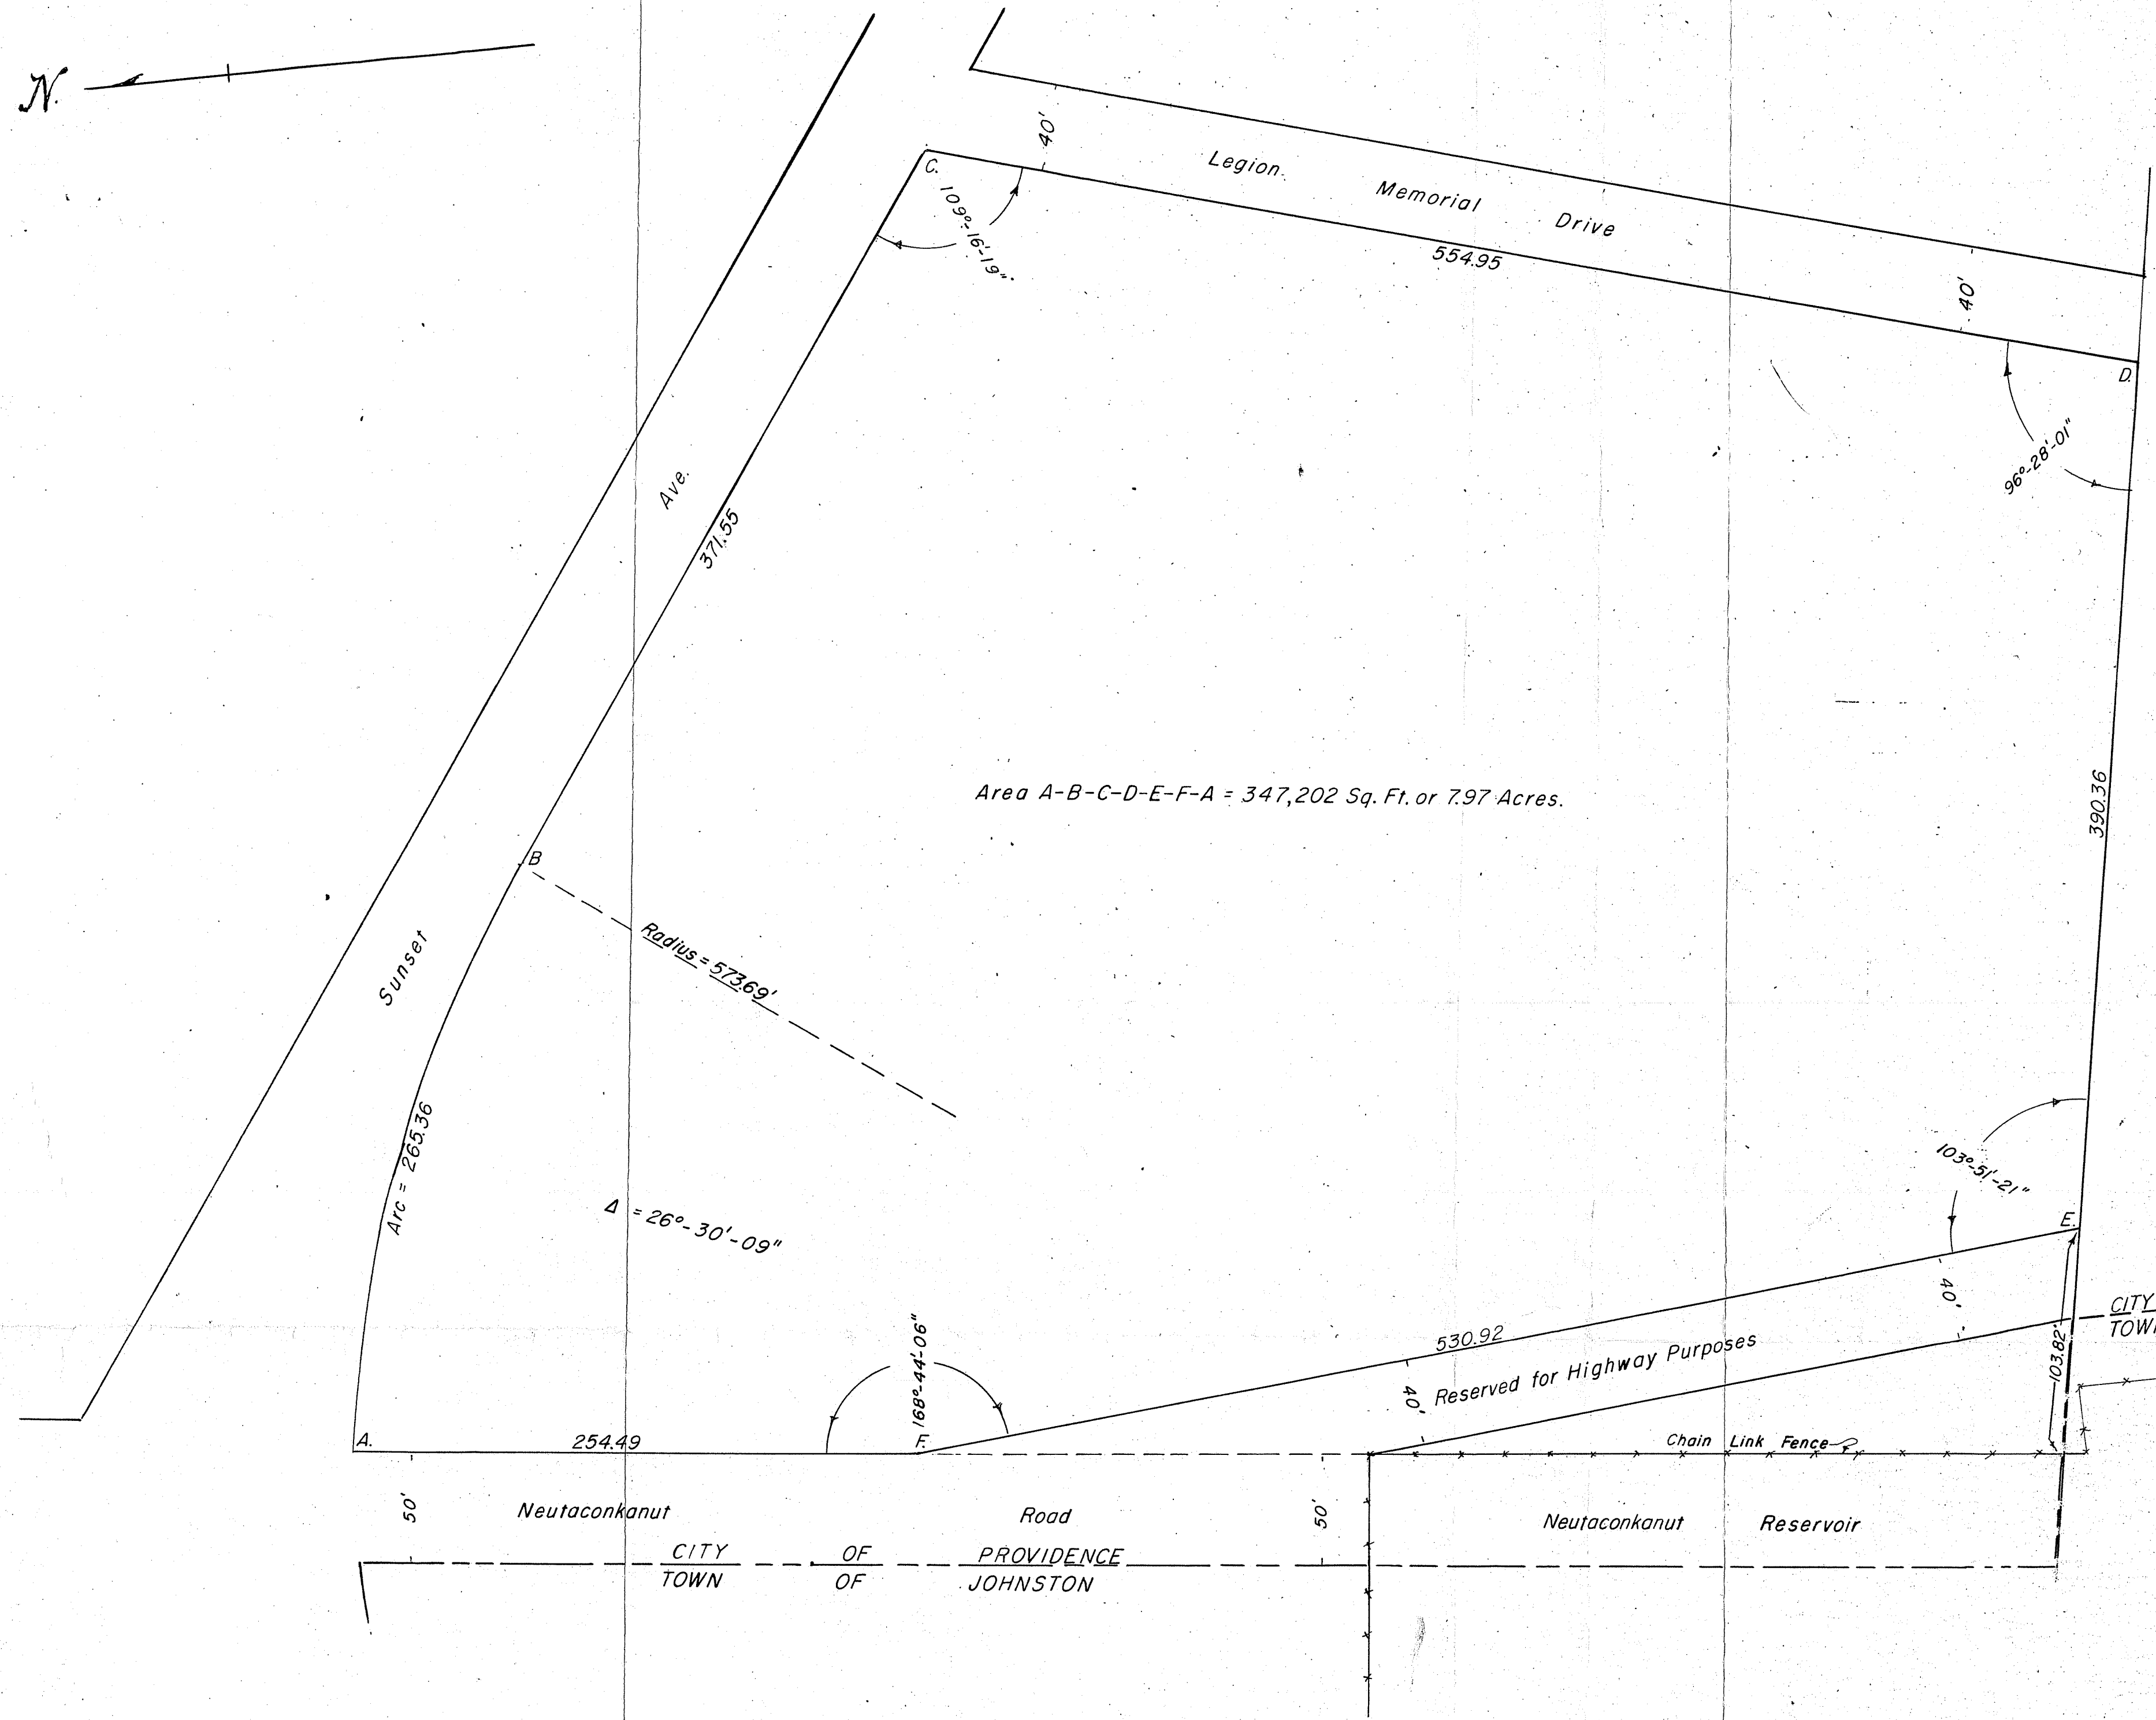 N.
40'
C.
Legion.
Memorial
Drive
109°-16'-19"
554.95
40'
D.
96°-28'-01"
Ave.
371.55
Area A-B-C-D-E-F-A = 347,202 Sq. Ft. or 7.97 Acres.
390.36
B
Radius = 573.69'
Sunset
Arc = 265.36
Δ = 26°-30'-09"
103°-51'-21"
E.
40'
CITY
TOWN
103.82'
168°-44'-06"
530.92
Reserved for Highway Purposes
40'
A.
254.49
F.
Chain Link Fence
50'
Neutaconkanut Road
50'
Neutaconkanut Reservoir
CITY OF PROVIDENCE
TOWN OF JOHNSTON